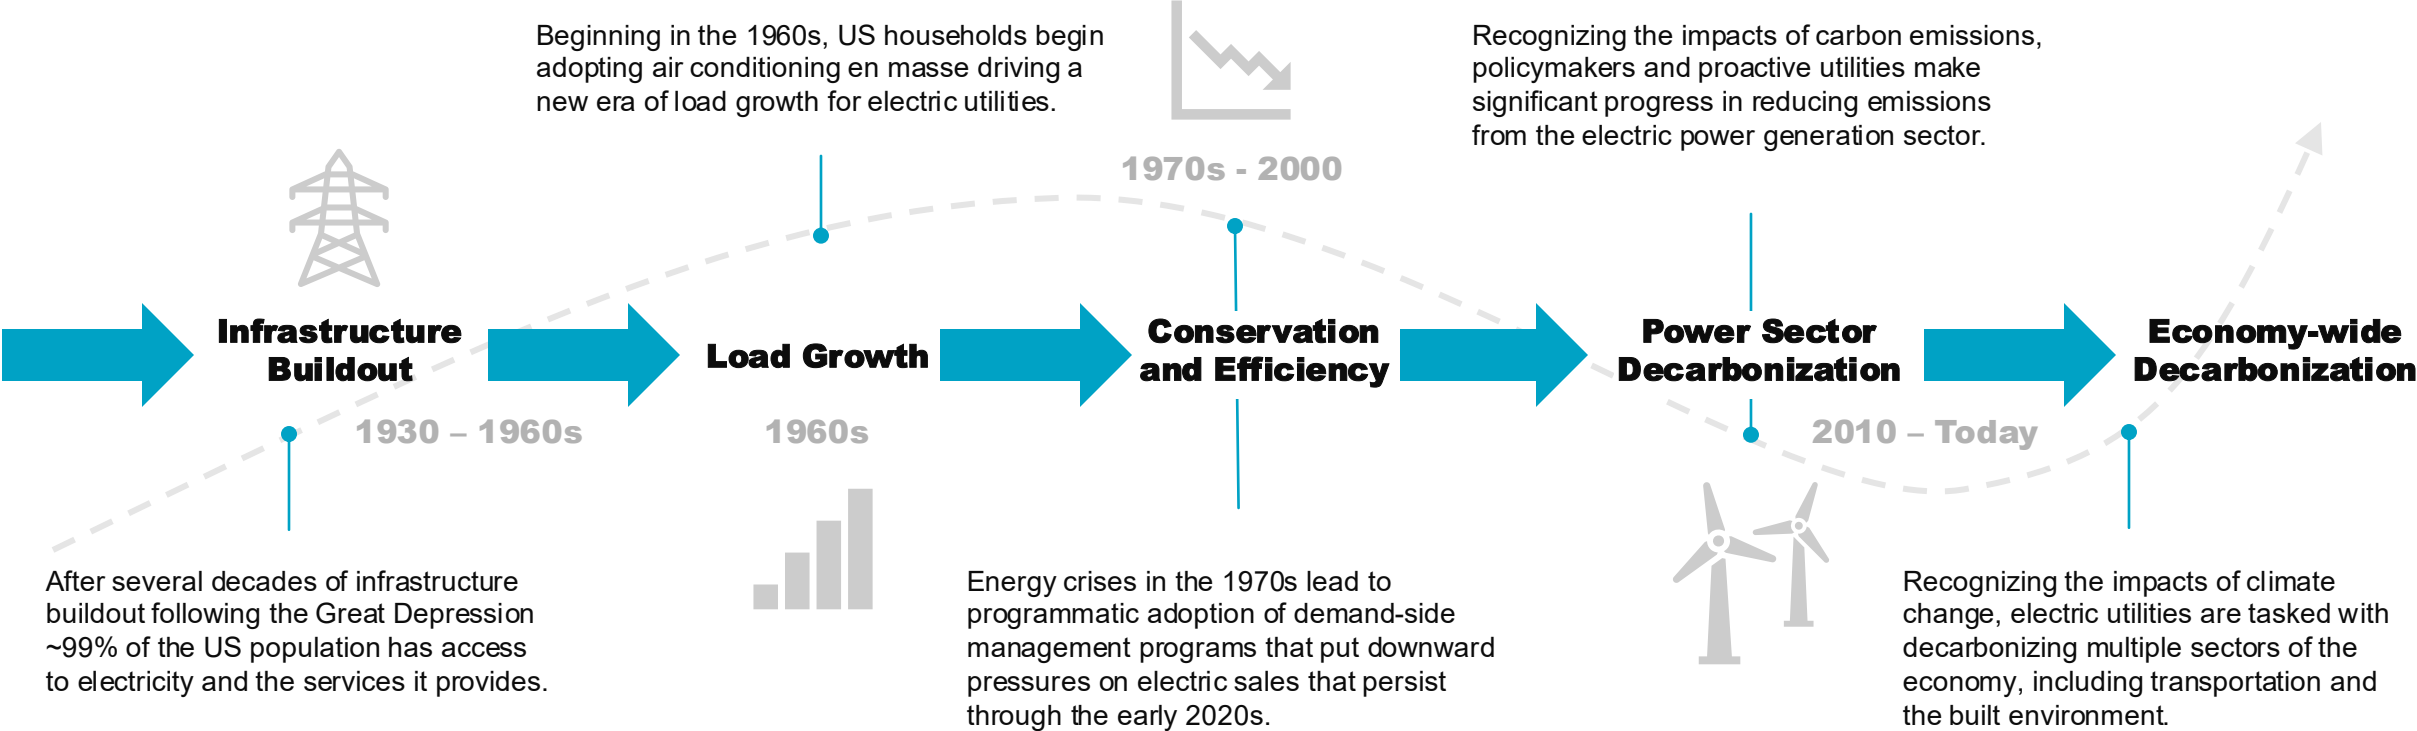 Beginning in the 1960s, US households begin
adopting air conditioning en masse driving a
new era of load growth for electric utilities.
Recognizing the impacts of carbon emissions,
policymakers and proactive utilities make
significant progress in reducing emissions
from the electric power generation sector.
1970s - 2000
Infrastructure
Buildout
Load Growth
Conservation
and Efficiency
Power Sector
Decarbonization
Economy-wide
Decarbonization
1930 – 1960s
1960s
2010 – Today
After several decades of infrastructure
buildout following the Great Depression
~99% of the US population has access
to electricity and the services it provides.
Energy crises in the 1970s lead to
programmatic adoption of demand-side
management programs that put downward
pressures on electric sales that persist
through the early 2020s.
Recognizing the impacts of climate
change, electric utilities are tasked with
decarbonizing multiple sectors of the
economy, including transportation and
the built environment.